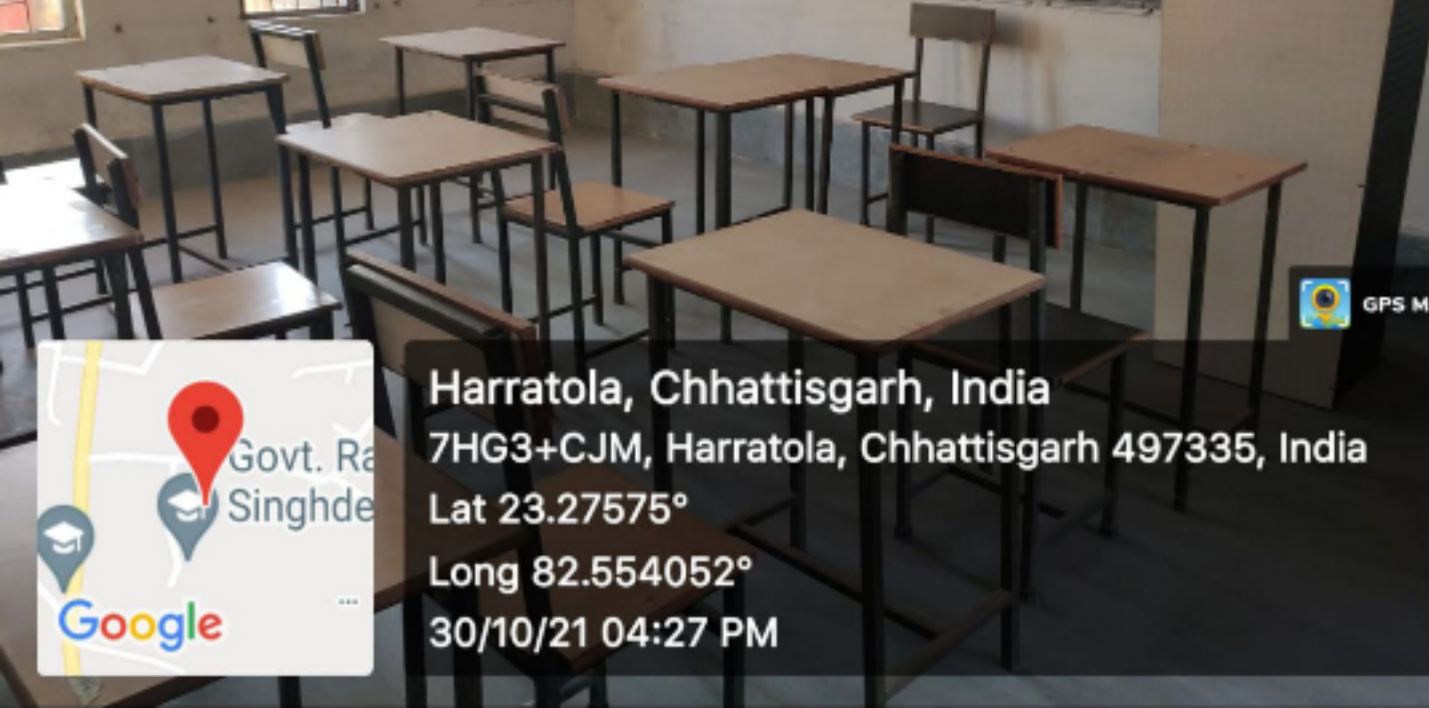 GPS M
Harratola, Chhattisgarh, India
7HG3+CJM, Harratola, Chhattisgarh 497335, India
Lat 23.27575°
Long 82.554052°
30/10/21 04:27 PM
Govt. Ra
Singhde
Google